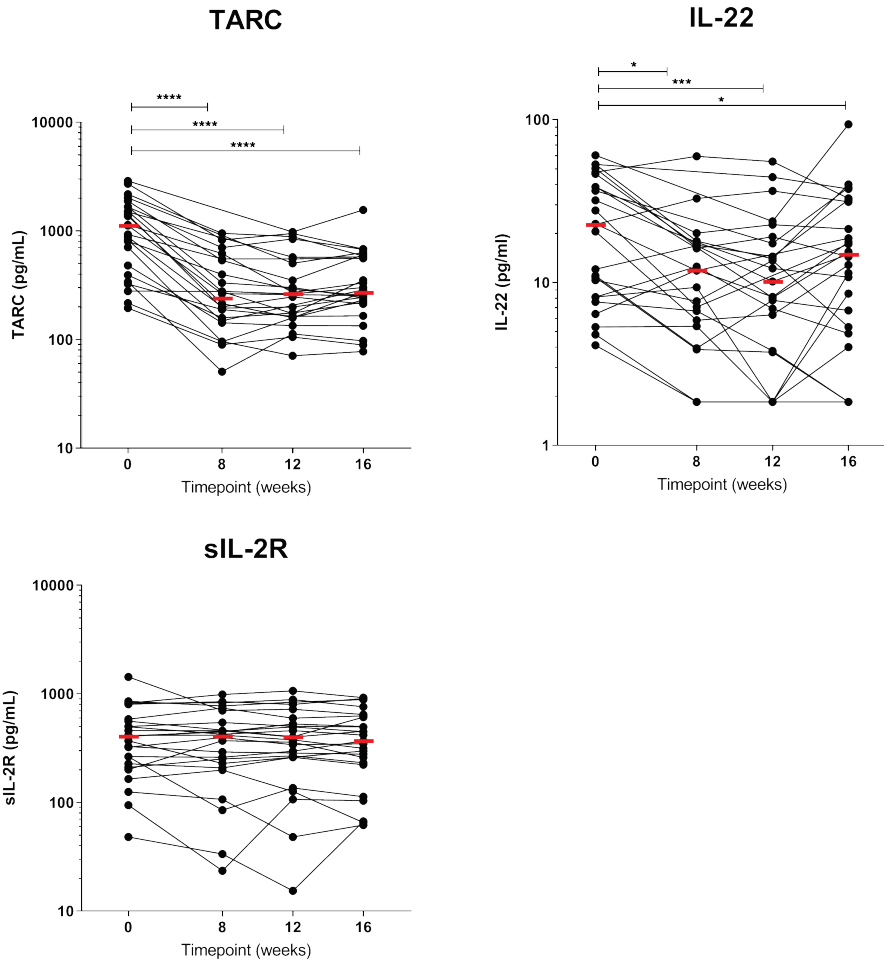 TARC
****
****
****
10000
1000
100
10
TARC (pg/mL)
0 8 12 16
Timepoint (weeks)
IL-22
*
***
*
100
10
1
IL-22 (pg/ml)
0 8 12 16
Timepoint (weeks)
sIL-2R
10000
1000
100
10
sIL-2R (pg/mL)
0 8 12 16
Timepoint (weeks)